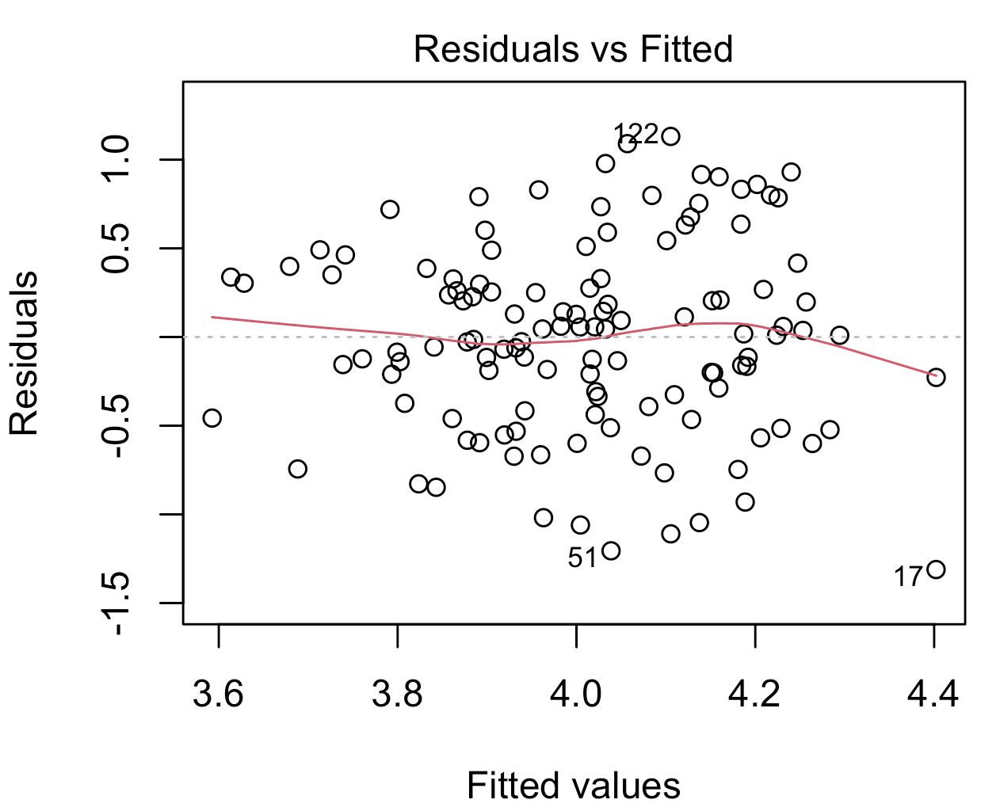 Residuals vs Fitted
122
51
17
Residuals
1.0
0.5
-0.5
-1.5
3.6 3.8 4.0 4.2 4.4
Fitted values